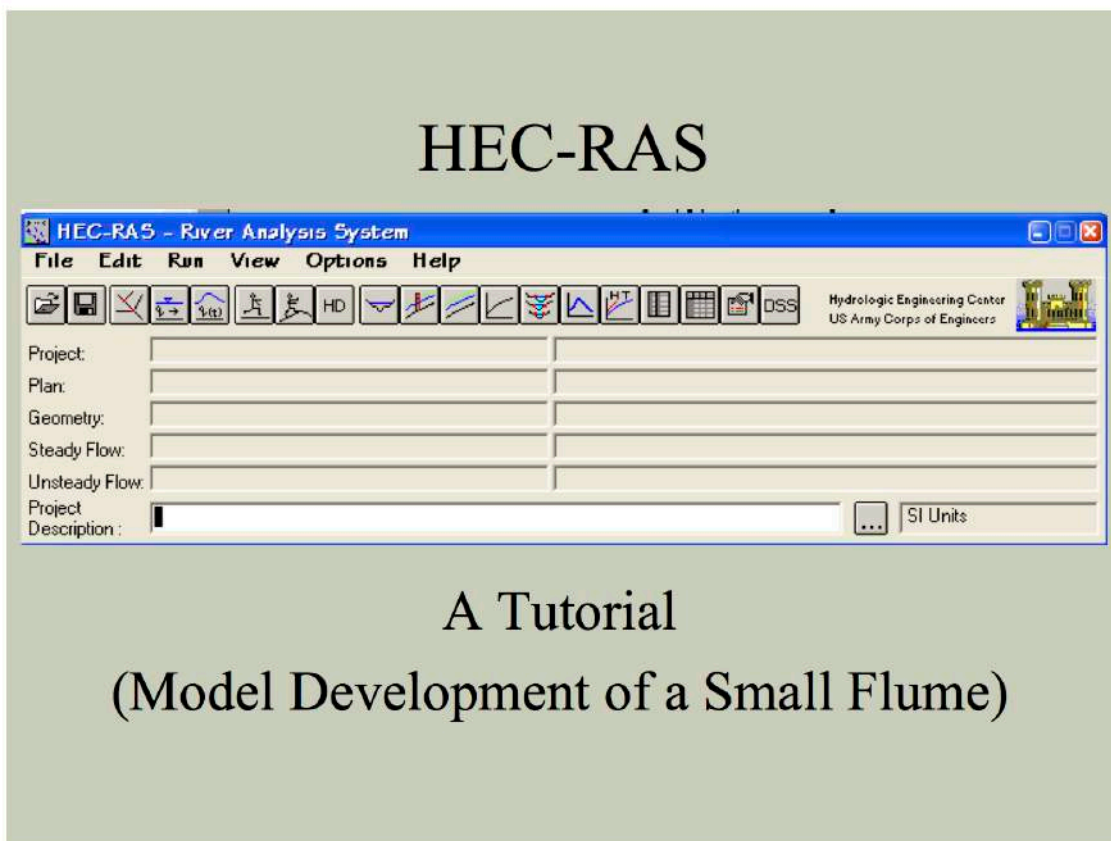 HEC-RAS
HEC-RAS - River Analysis System
File Edit Run View Options Help
HD DSS
Hydrologic Engineering Center
US Army Corps of Engineers
Project:
Plan:
Geometry:
Steady Flow:
Unsteady Flow:
Project
Description :
... SI Units
A Tutorial
(Model Development of a Small Flume)